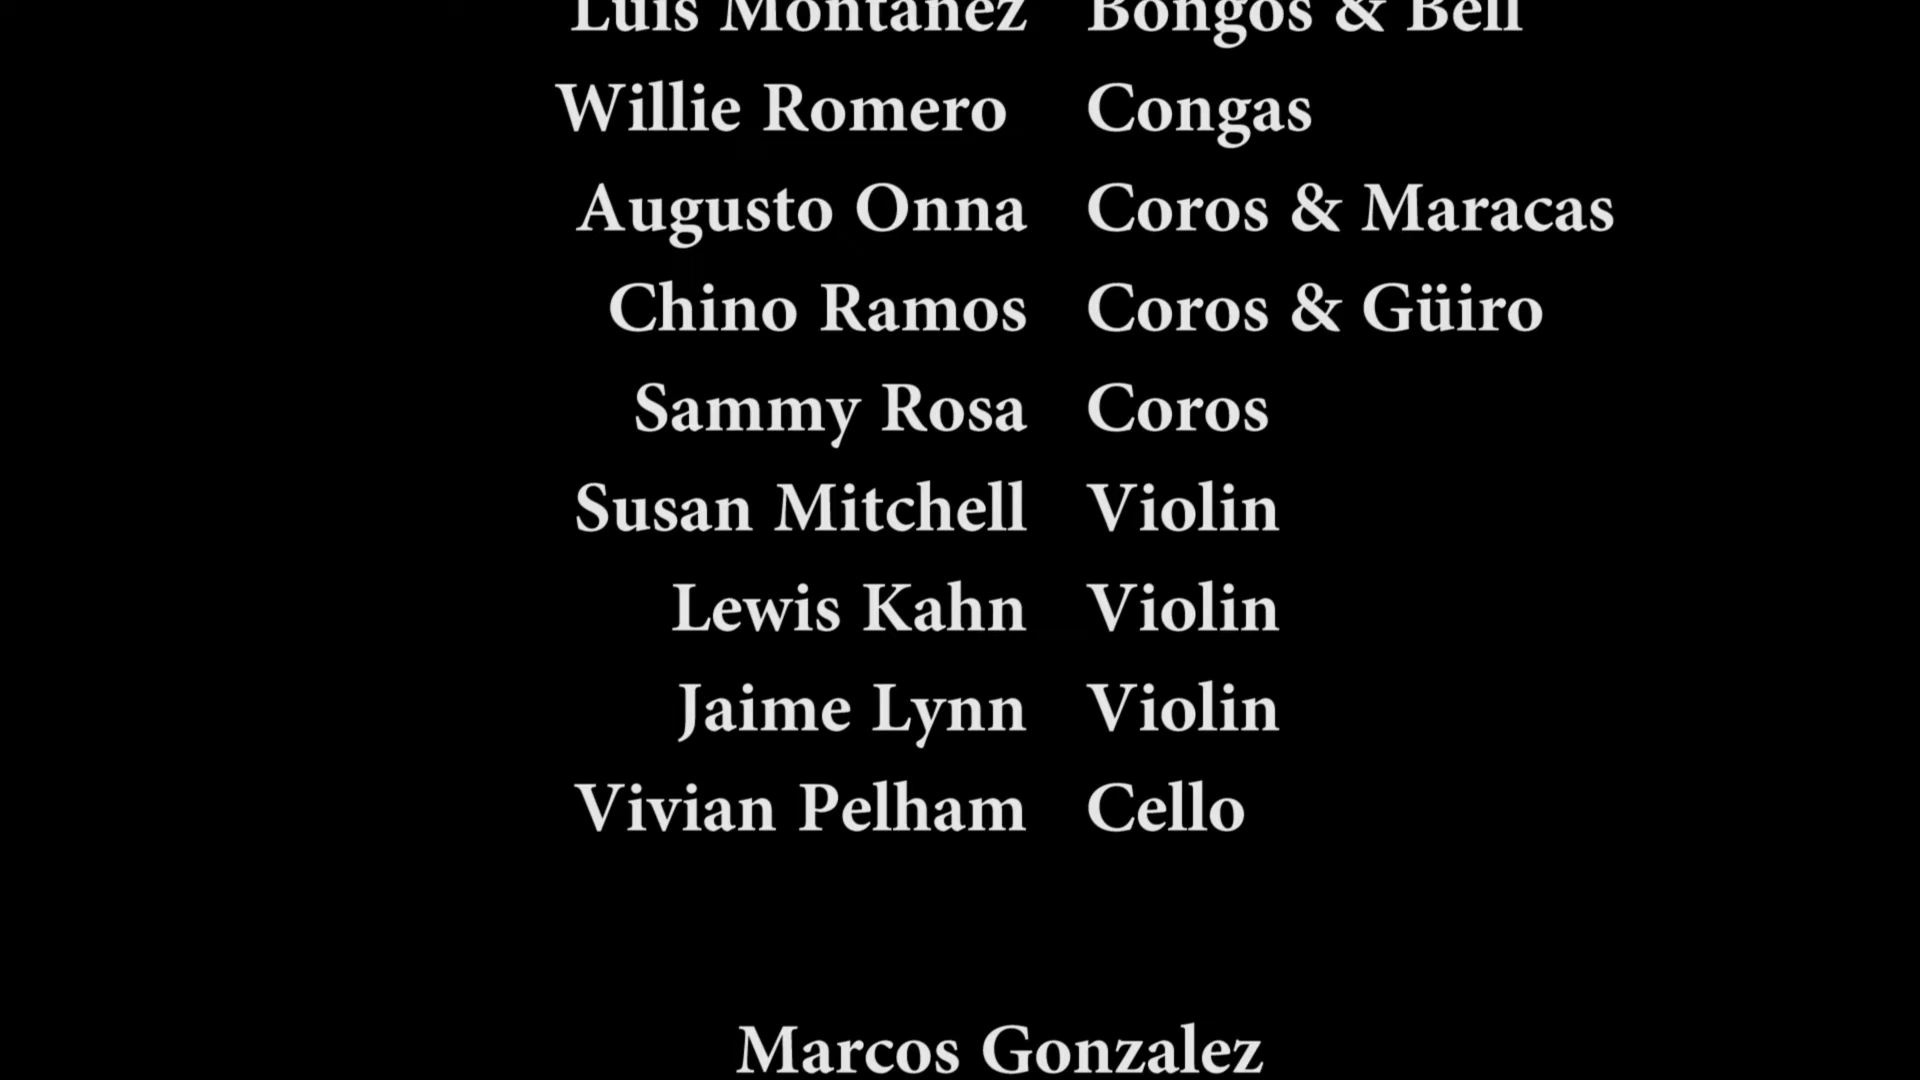 Luis Montanez Bongos & Bell
Willie Romero Congas
Augusto Onna Coros & Maracas
Chino Ramos Coros & Güiro
Sammy Rosa Coros
Susan Mitchell Violin
Lewis Kahn Violin
Jaime Lynn Violin
Vivian Pelham Cello
Marcos Gonzalez